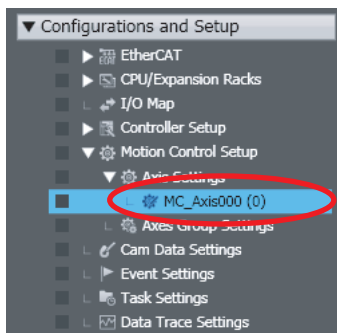 Configurations and Setup
EtherCAT
CPU/Expansion Racks
I/O Map
Controller Setup
Motion Control Setup
Axis Settings
MC_Axis000 (0)
Axes Group Settings
Cam Data Settings
Event Settings
Task Settings
Data Trace Settings